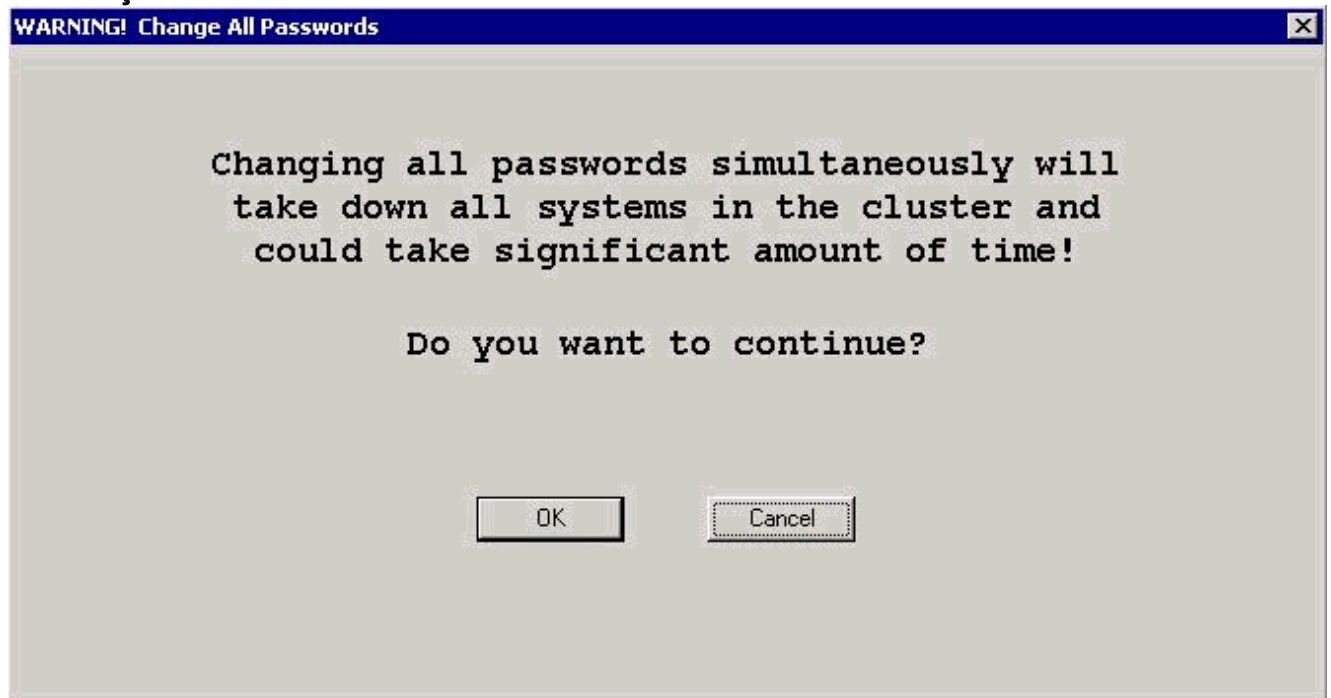 WARNING! Change All Passwords
Changing all passwords simultaneously will
take down all systems in the cluster and
could take significant amount of time!
Do you want to continue?
OK
Cancel